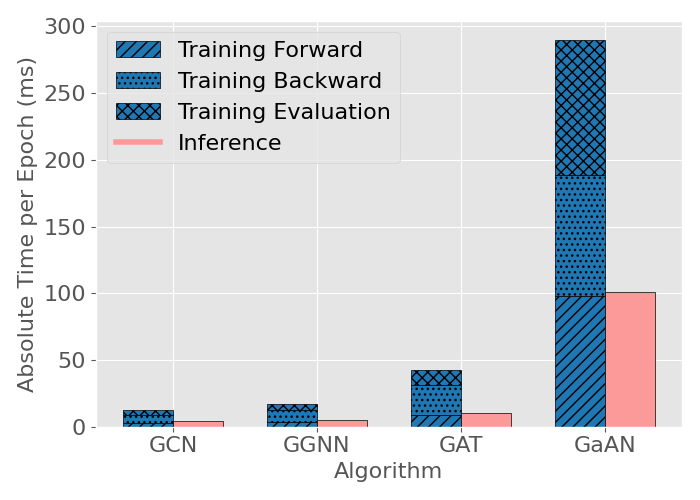 Training Forward
Training Backward
Training Evaluation
Inference
Absolute Time per Epoch (ms)
300
250
200
150
100
50
0
GCN GGNN GAT GaAN
Algorithm